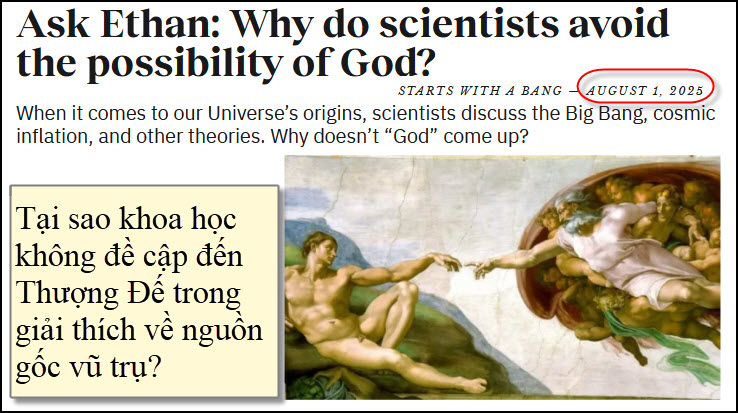 Ask Ethan: Why do scientists avoid
the possibility of God?
STARTS WITH A BANG — AUGUST 1, 2025
When it comes to our Universe's origins, scientists discuss the Big Bang, cosmic
inflation, and other theories. Why doesn't “God” come up?
Tại sao khoa học
không đề cập đến
Thượng Đế trong
giải thích về nguồn
gốc vũ trụ?